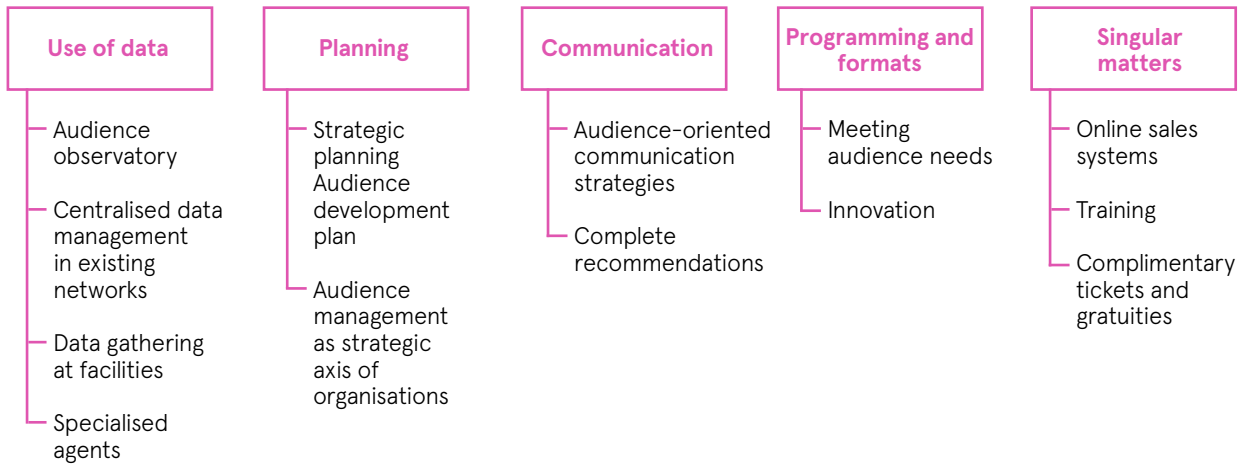 Use of data
Audience
observatory
Centralised data
management
in existing
networks
Data gathering
at facilities
Specialised
agents
Planning
Strategic
planning
Audience
development
plan
Audience
management
as strategic
axis of
organisations
Communication
Audience-oriented
communication
strategies
Complete
recommendations
Programming and
formats
Meeting
audience needs
Innovation
Singular
matters
Online sales
systems
Training
Complimentary
tickets and
gratuities